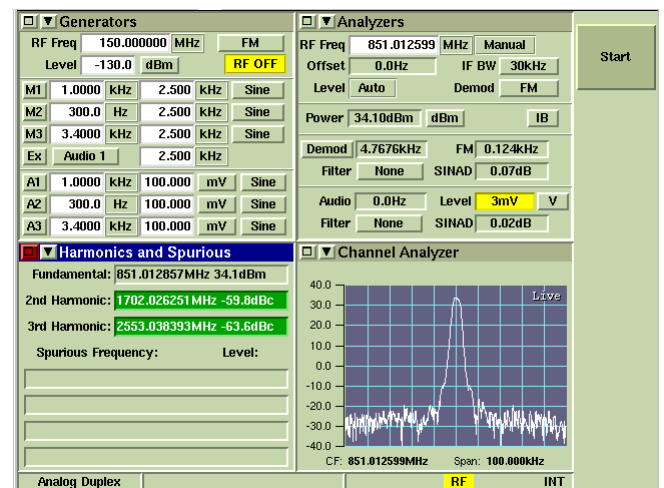 Generators
RF Freq 150.000000 MHz FM
Level -130.0 dBm RF OFF
M1 1.0000 KHz 2.500 kHz Sine
M2 300.0 Hz 2.500 kHz Sine
M3 3.4000 KHz 2.500 kHz Sine
Ex Audio 1 2.500 kHz
A1 1.0000 KHz 100.000 mV Sine
A2 300.0 Hz 100.000 mV Sine
A3 3.4000 KHz 100.000 mV Sine
Analyzers
RF Freq 851.012599 MHz Manual
Offset 0.0Hz IF BW 30kHz
Level Auto Demod FM
Power 34.10dBm dBm IB
Demod 4.7676kHz FM 0.124kHz
Filter None SINAD 0.07dB
Audio 0.0Hz Level 3mV V
Filter None SINAD 0.02dB
Start
Harmonics and Spurious
Fundamental: 851.012857MHz 34.1dBm
2nd Harmonic: 1702.026251MHz -59.8dBc
3rd Harmonic: 2553.038393MHz -63.6dBc
Spurious Frequency: Level:
Channel Analyzer
Live
40.0
30.0
20.0
10.0
0.0
-10.0
-20.0
-30.0
-40.0
CF: 851.012599MHz Span: 100.000kHz
Analog Duplex RF INT